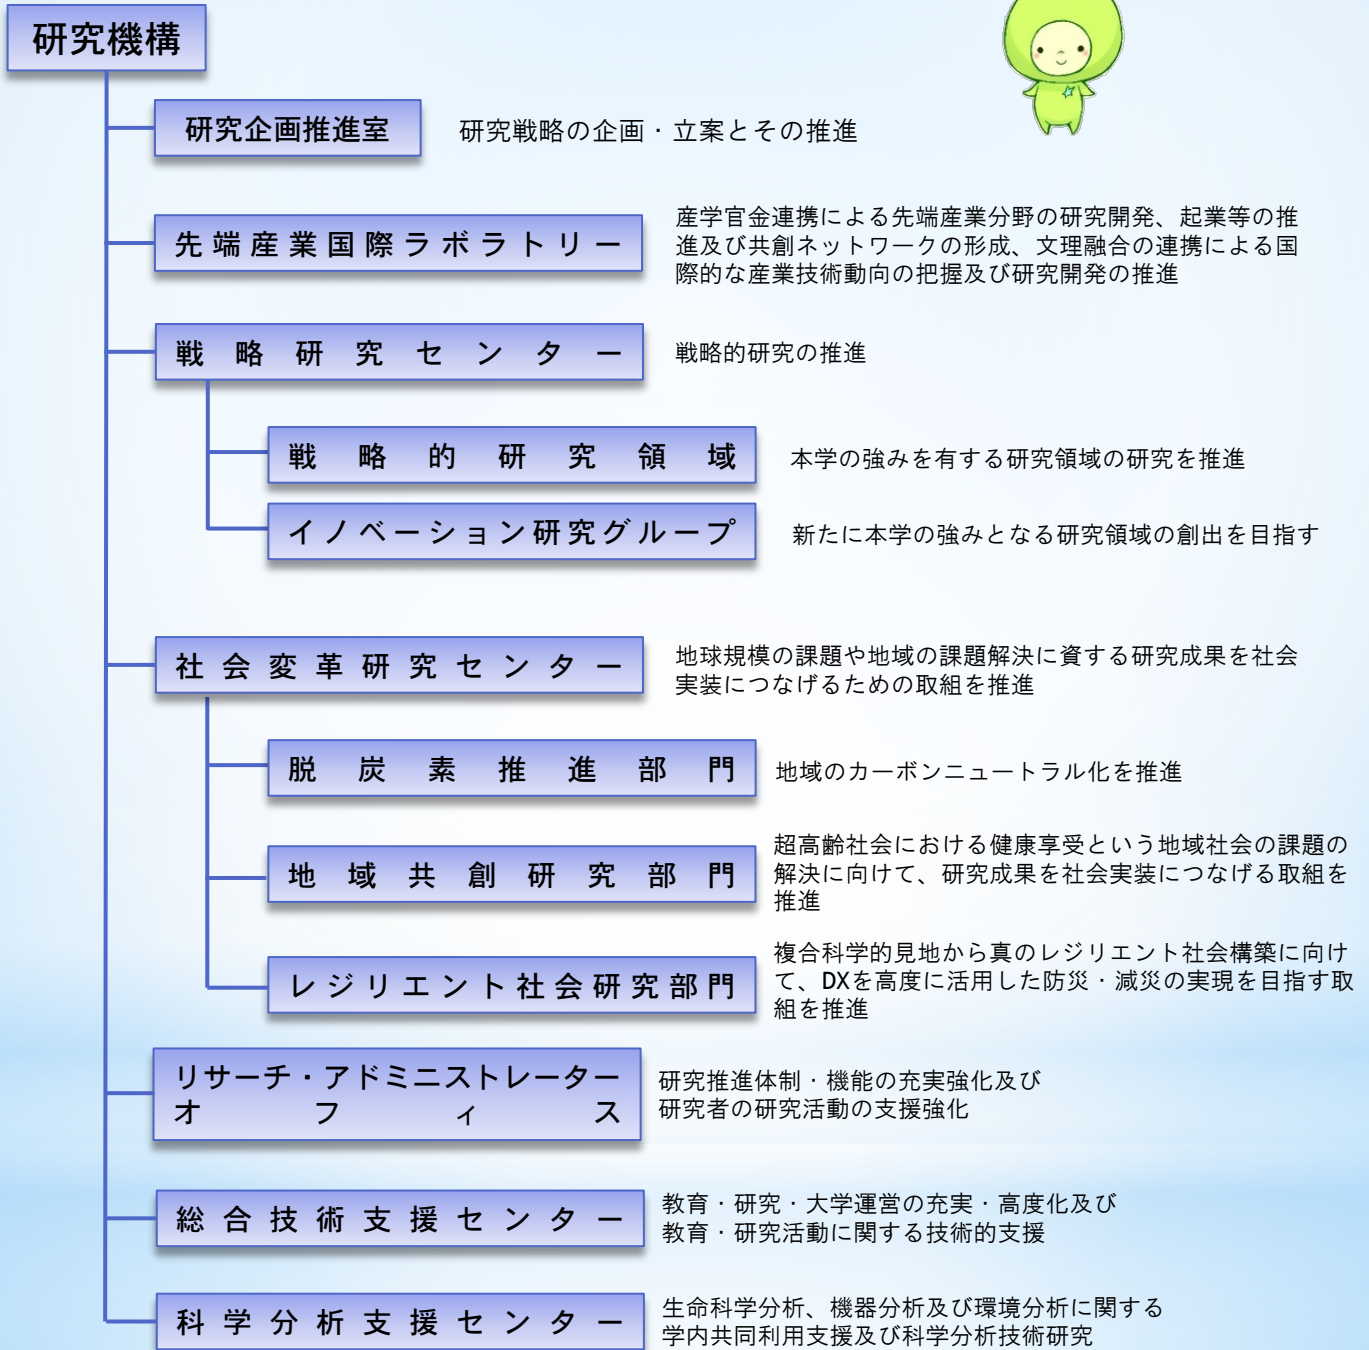 研究機構
研究企画推進室
研究戦略の企画・立案とその推進
先端産業国際ラボラトリー
産学官金連携による先端産業分野の研究開発、起業等の推
進及び共創ネットワークの形成、文理融合の連携による国
際的な産業技術動向の把握及び研究開発の推進
戦略研究センター
戦略的研究の推進
戦略的研究領域
本学の強みを有する研究領域の研究を推進
イノベーション研究グループ
新たに本学の強みとなる研究領域の創出を目指す
社会変革研究センター
地球規模の課題や地域の課題解決に資する研究成果を社会
実装につなげるための取組を推進
脱炭素推進部門
地域のカーボンニュートラル化を推進
地域共創研究部門
超高齢社会における健康享受という地域社会の課題の
解決に向けて、研究成果を社会実装につなげる取組を
推進
レジリエント社会研究部門
複合科学的見地から真のレジリエント社会構築に向け
て、DXを高度に活用した防災・減災の実現を目指す取
組を推進
リサーチ・アドミニストレーター
オフィス
研究推進体制・機能の充実強化及び
研究者の研究活動の支援強化
総合技術支援センター
教育・研究・大学運営の充実・高度化及び
教育・研究活動に関する技術的支援
科学分析支援センター
生命科学分析、機器分析及び環境分析に関する
学内共同利用支援及び科学分析技術研究